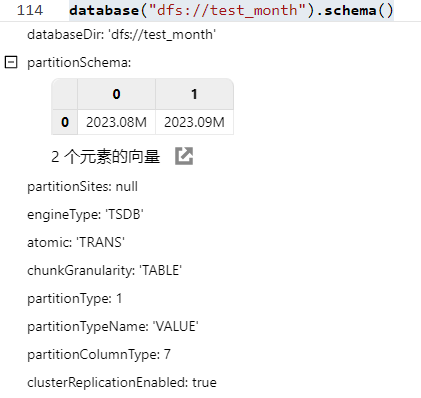 114 database("dfs://test_month").schema()
databaseDir: 'dfs://test_month'
partitionSchema:
0 1
0 2023.08M 2023.09M
2 个元素的向量
partitionSites: null
engineType: 'TSDB'
atomic: 'TRANS'
chunkGranularity: 'TABLE'
partitionType: 1
partitionTypeName: 'VALUE'
partitionColumnType: 7
clusterReplicationEnabled: true